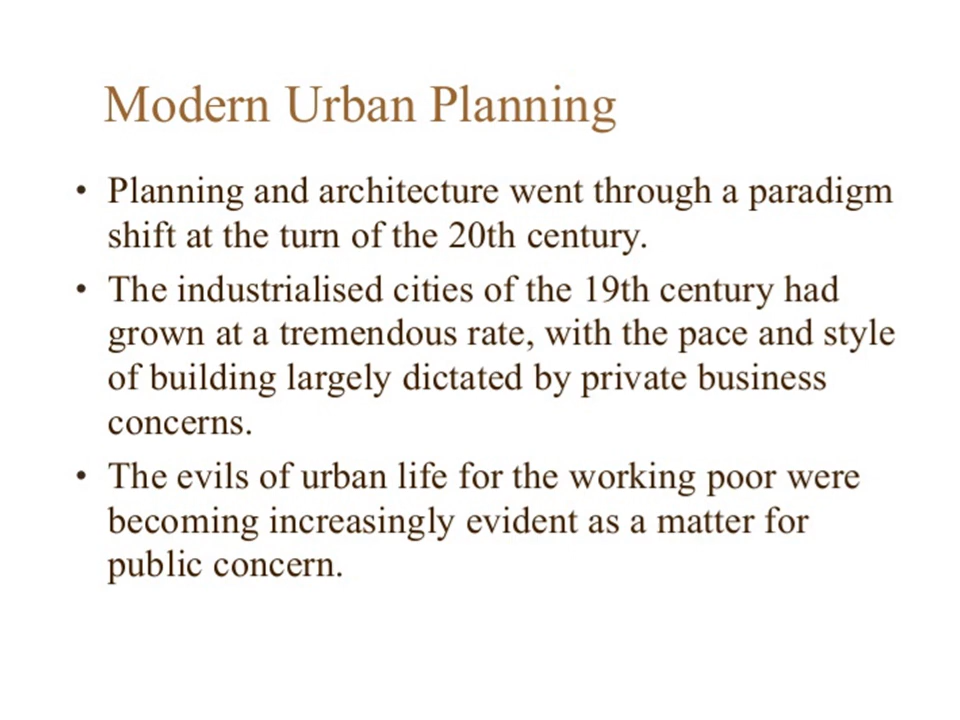 Modern Urban Planning
• Planning and architecture went through a paradigm
shift at the turn of the 20th century.
• The industrialised cities of the 19th century had
grown at a tremendous rate, with the pace and style
of building largely dictated by private business
concerns.
• The evils of urban life for the working poor were
becoming increasingly evident as a matter for
public concern.